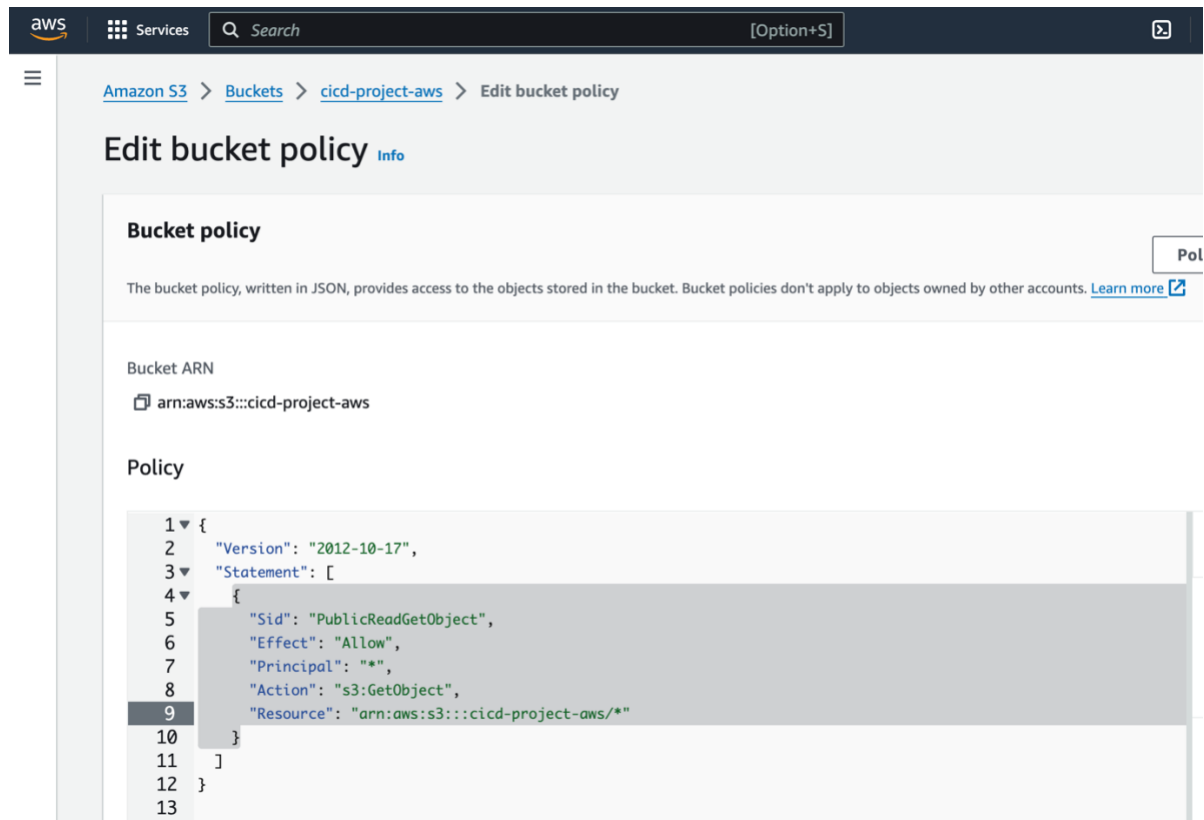 aws Services Search [Option+S]
Amazon S3 > Buckets > cicd-project-aws > Edit bucket policy
Edit bucket policy Info
Bucket policy
Pol
The bucket policy, written in JSON, provides access to the objects stored in the bucket. Bucket policies don't apply to objects owned by other accounts. Learn more
Bucket ARN
arn:aws:s3:::cicd-project-aws
Policy
1 {
2 "Version": "2012-10-17",
3 "Statement": [
4 {
5 "Sid": "PublicReadGetObject",
6 "Effect": "Allow",
7 "Principal": "*",
8 "Action": "s3:GetObject",
9 "Resource": "arn:aws:s3:::cicd-project-aws/*"
10 }
11 ]
12 }
13